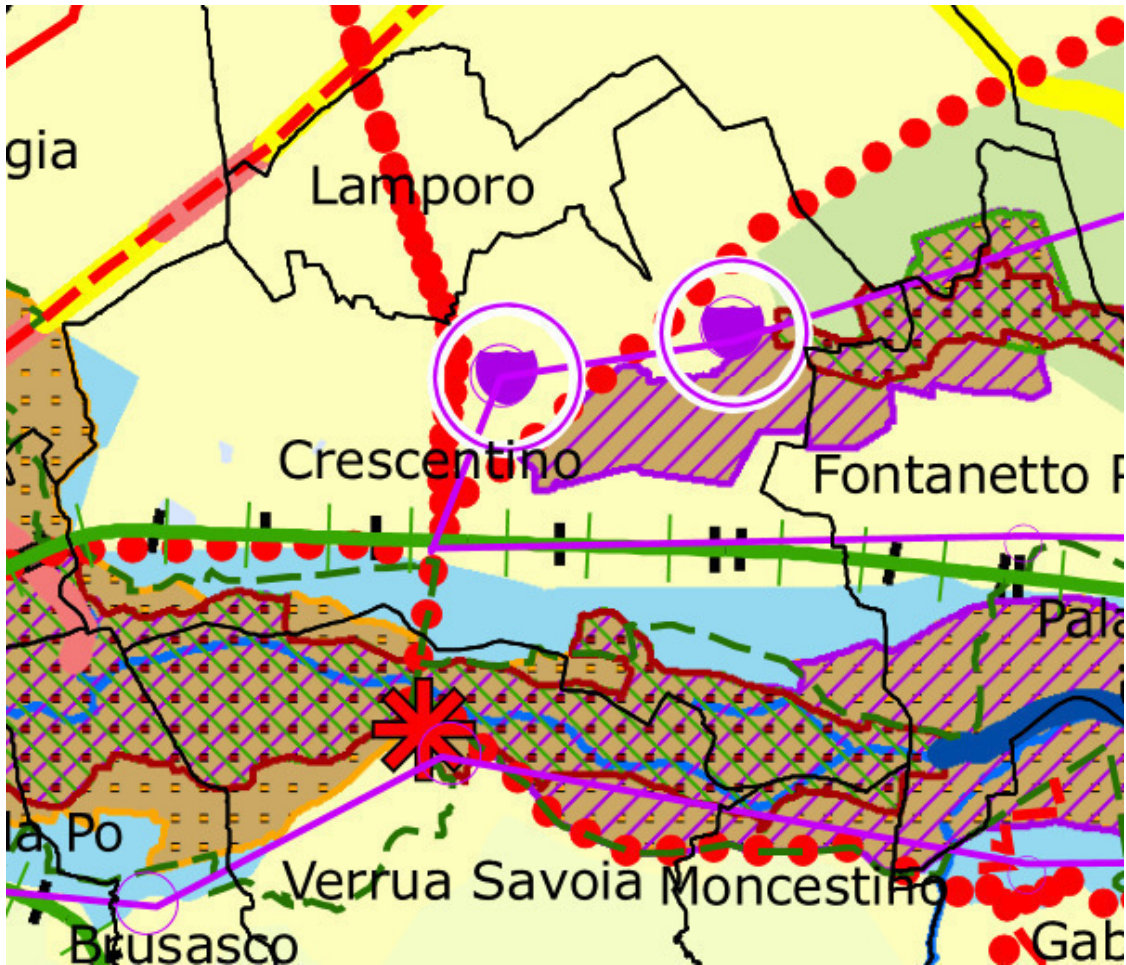 gia
Lamporo
Crescentino
Fontanetto P
Pala
la Po
Verrua Savoia
Moncestino
Brusasco
Gab